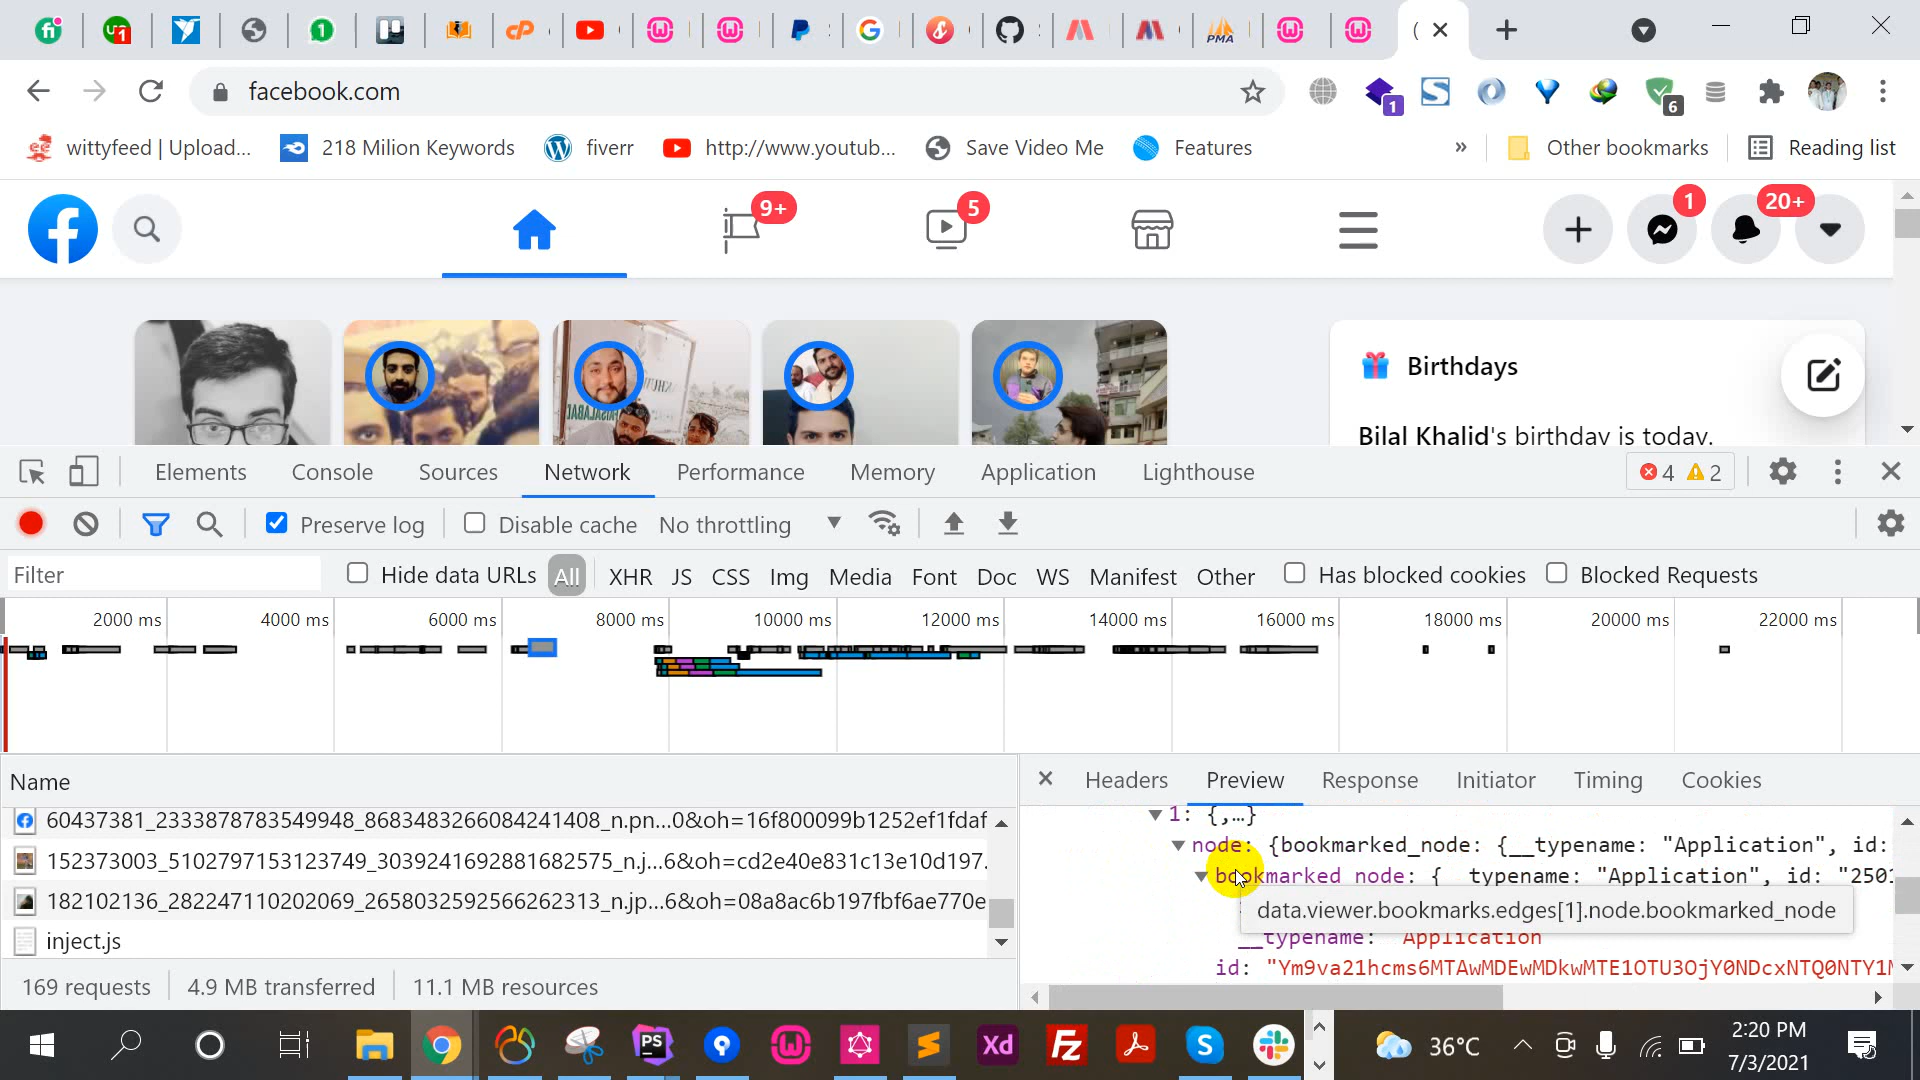 PMA
facebook.com
1
6
wittyfeed | Upload...
218 Milion Keywords
fiverr
http://www.youtub...
Save Video Me
Features
»
Other bookmarks
Reading list
9+
5
1
20+
Birthdays
Bilal Khalid's birthday is today.
Elements
Console
Sources
Network
Performance
Memory
Application
Lighthouse
4
2
Preserve log
Disable cache
No throttling
Filter
Hide data URLs
All
XHR
JS
CSS
Img
Media
Font
Doc
WS
Manifest
Other
Has blocked cookies
Blocked Requests
2000 ms
4000 ms
6000 ms
8000 ms
10000 ms
12000 ms
14000 ms
16000 ms
18000 ms
20000 ms
22000 ms
Name
Headers
Preview
Response
Initiator
Timing
Cookies
60437381_2333878783549948_8683483266084241408_n.pn...0&oh=16f800099b1252ef1fdaf
152373003_5102797153123749_3039241692881682575_n.j...6&oh=cd2e40e831c13e10d197.
182102136_282247110202069_2658032592566262313_n.jp...6&oh=08a8ac6b197fbf6ae770e
inject.js
1: {,…}
node: {bookmarked_node: {__typename: "Application", id:
bookmarked_node: {__typename: "Application", id: "2501
data.viewer.bookmarks.edges[1].node.bookmarked_node
__typename: "Application"
id: "Ym9va21hcms6MTAwMDEwMDkwMTE1OTU3OjY0NDcxNTQ0NTY1N
169 requests
4.9 MB transferred
11.1 MB resources
36°C
2:20 PM
7/3/2021